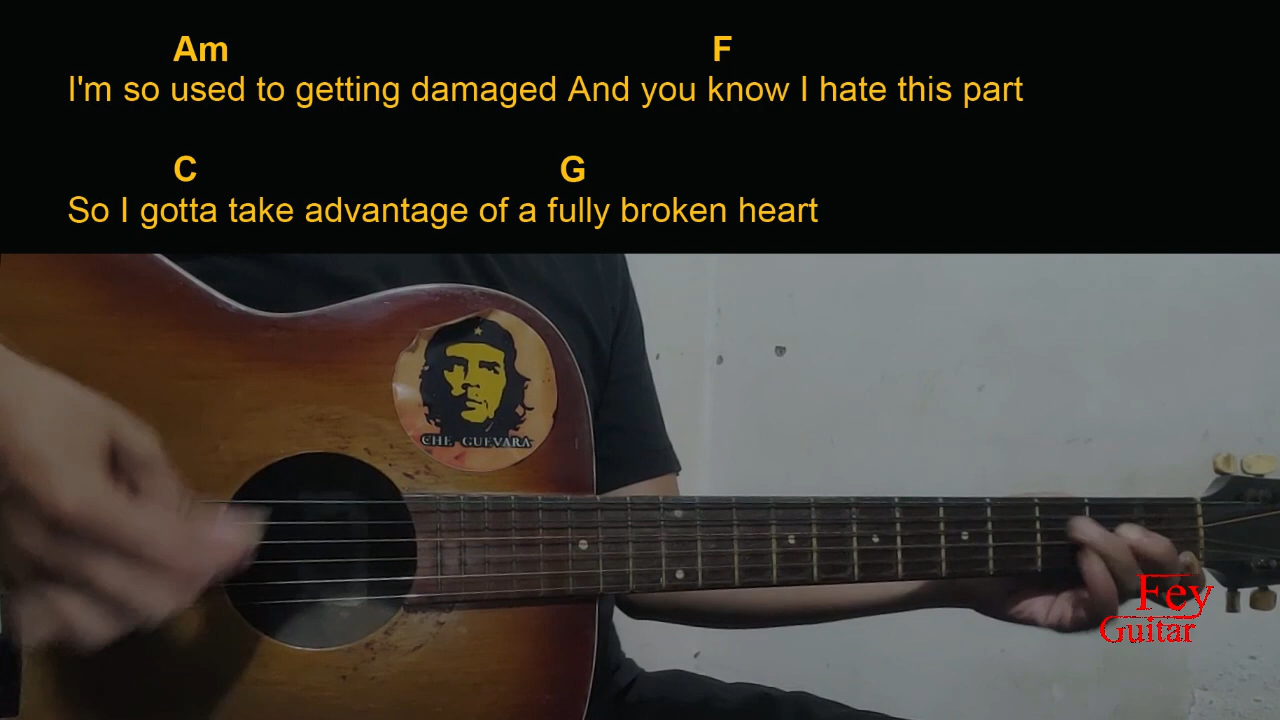 Am F
I'm so used to getting damaged And you know I hate this part
C G
So I gotta take advantage of a fully broken heart
CHE GUEVARA
Fey
Guitar